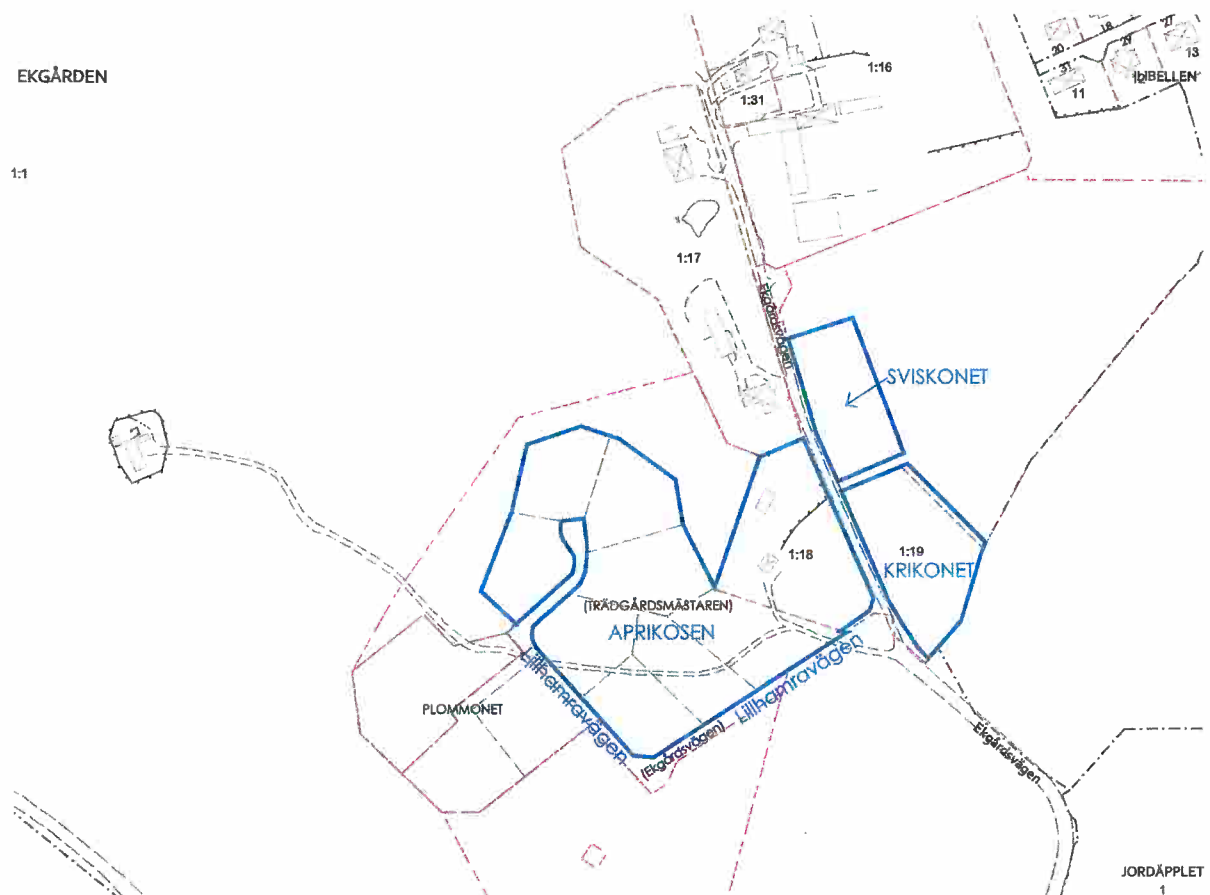 EKGÅRDEN
1:1
1:31
1:16
20
18
27
31
29
13
11
12
1:17
Ekgårdsvägen
SVISKONET
1:18
1:19
KRIKONET
(TRÄDGÅRDSMÄSTAREN)
APRIKOSEN
Lillhamravägen
Lillhamravägen
PLOMMONET
(Ekgårdsvägen)
Ekgårdsvägen
JORDÄPPLET
1